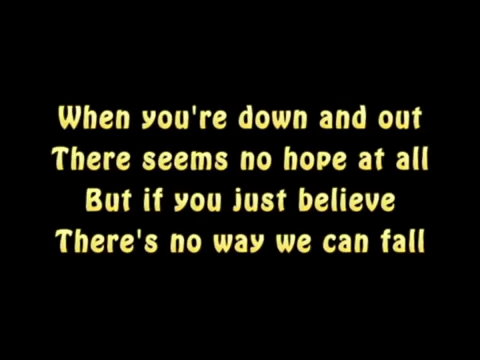 When you're down and out
There seems no hope at all
But if you just believe
There's no way we can fall